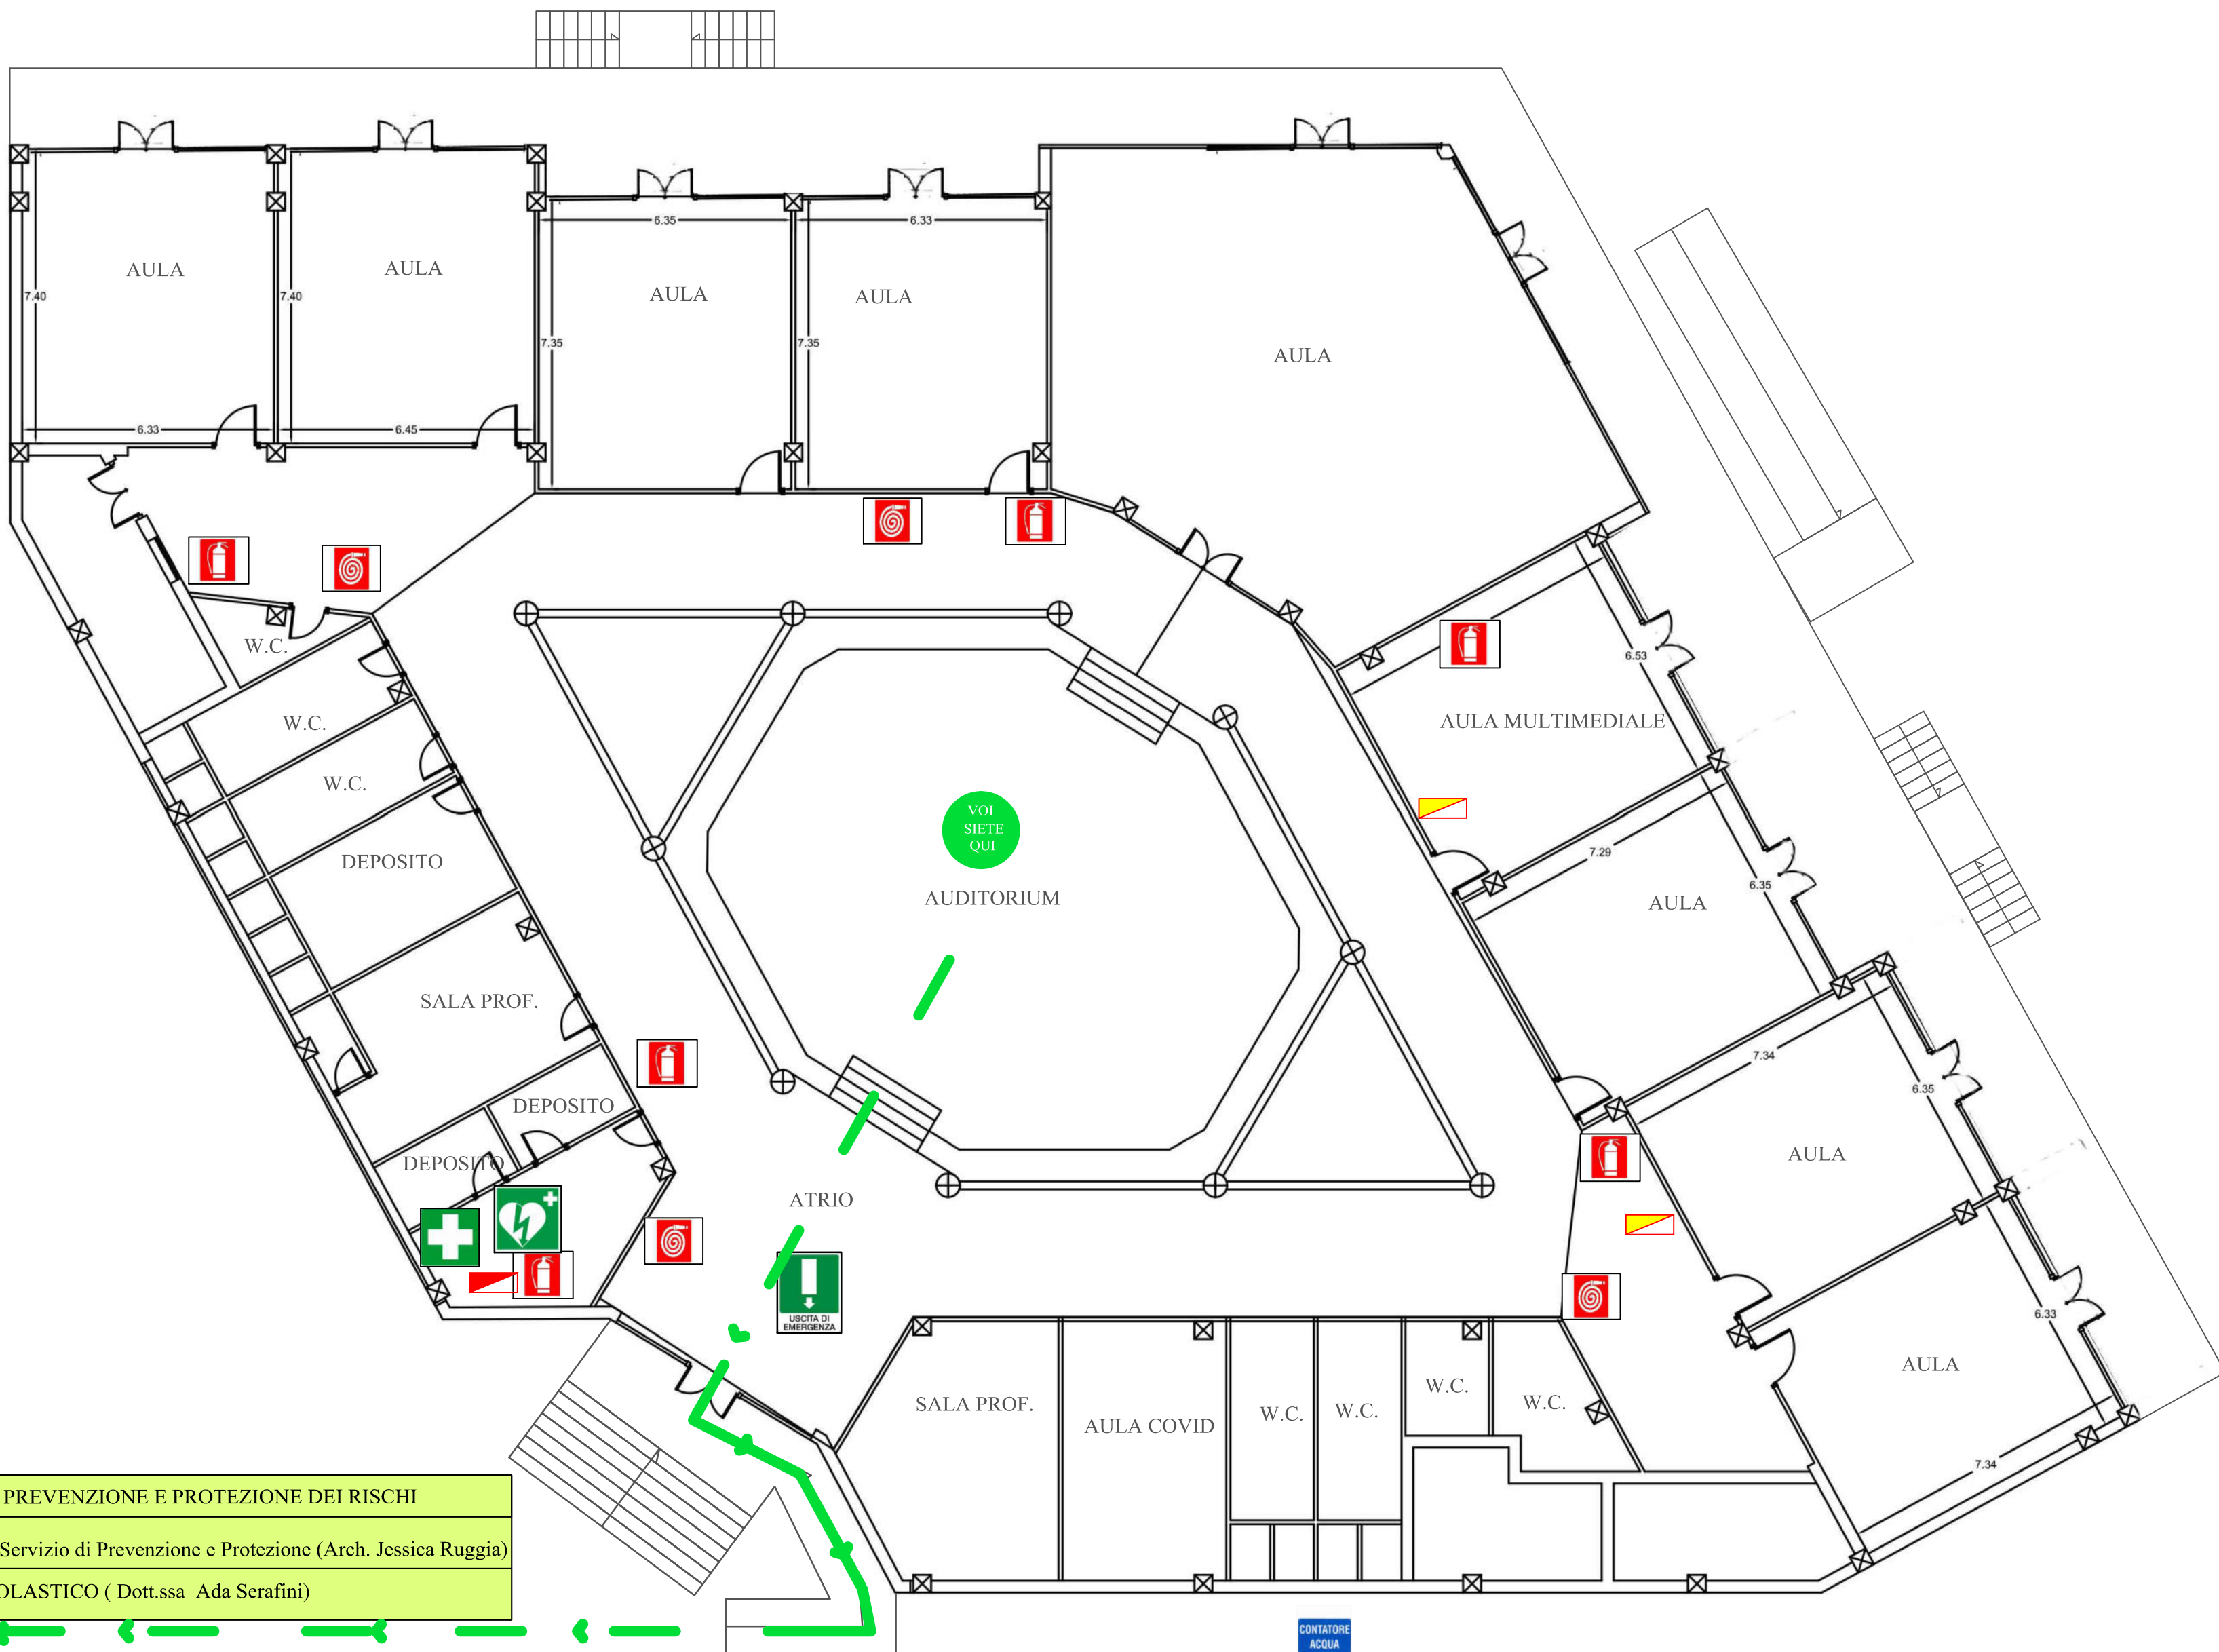 6.35
6.33
AULA
AULA
AULA
AULA
7.40
7.40
7.35
7.35
AULA
6.33
6.45
W.C.
6.53
W.C.
AULA MULTIMEDIALE
W.C.
VOI
SIETE
QUI
DEPOSITO
7.29
6.35
AUDITORIUM
AULA
SALA PROF.
7.34
6.35
DEPOSITO
DEPOSITO
AULA
ATRIO
USCITA DI
EMERGENZA
6.33
AULA
SALA PROF.
AULA COVID
W.C.
W.C.
W.C.
W.C.
7.34
PREVENZIONE E PROTEZIONE DEI RISCHI
Servizio di Prevenzione e Protezione (Arch. Jessica Ruggia)
OLASTICO ( Dott.ssa Ada Serafini)
CONTATORE
ACQUA